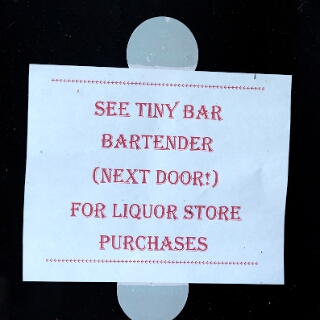 SEE TINY BAR
BARTENDER
(NEXT DOOR!)
FOR LIQUOR STORE
PURCHASES